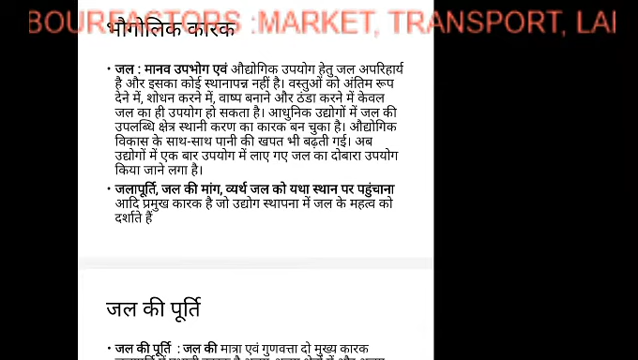 BOURFACTORS :MARKET, TRANSPORT, LAI
भौगोलिक कारक
• जल : मानव उपभोग एवं औद्योगिक उपयोग हेतु जल अपरिहार्य
है और इसका कोई स्थानापन्न नहीं है। वस्तुओं को अंतिम रूप
देने में, शोधन करने में, वाष्प बनाने और ठंडा करने में केवल
जल का ही उपयोग हो सकता है। आधुनिक उद्योगों में जल की
उपलब्धि क्षेत्र स्थानी करण का कारक बन चुका है। औद्योगिक
विकास के साथ-साथ पानी की खपत भी बढ़ती गई। अब
उद्योगों में एक बार उपयोग में लाए गए जल का दोबारा उपयोग
किया जाने लगा है।
• जलापूर्ति, जल की मांग, व्यर्थ जल को यथा स्थान पर पहुंचाना
आदि प्रमुख कारक है जो उद्योग स्थापना में जल के महत्व को
दर्शाते हैं
जल की पूर्ति
• जल की पूर्ति : जल की मात्रा एवं गुणवत्ता दो मुख्य कारक